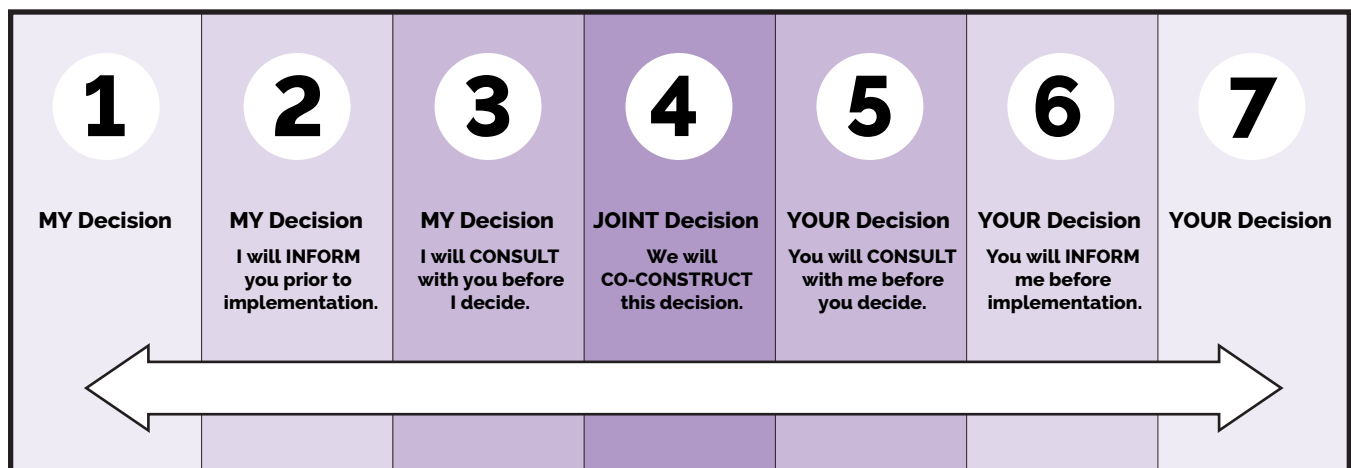 1
MY Decision
2
MY Decision
I will INFORM
you prior to
implementation.
3
MY Decision
I will CONSULT
with you before
I decide.
4
JOINT Decision
We will
CO-CONSTRUCT
this decision.
5
YOUR Decision
You will CONSULT
with me before
you decide.
6
YOUR Decision
You will INFORM
me before
implementation.
7
YOUR Decision